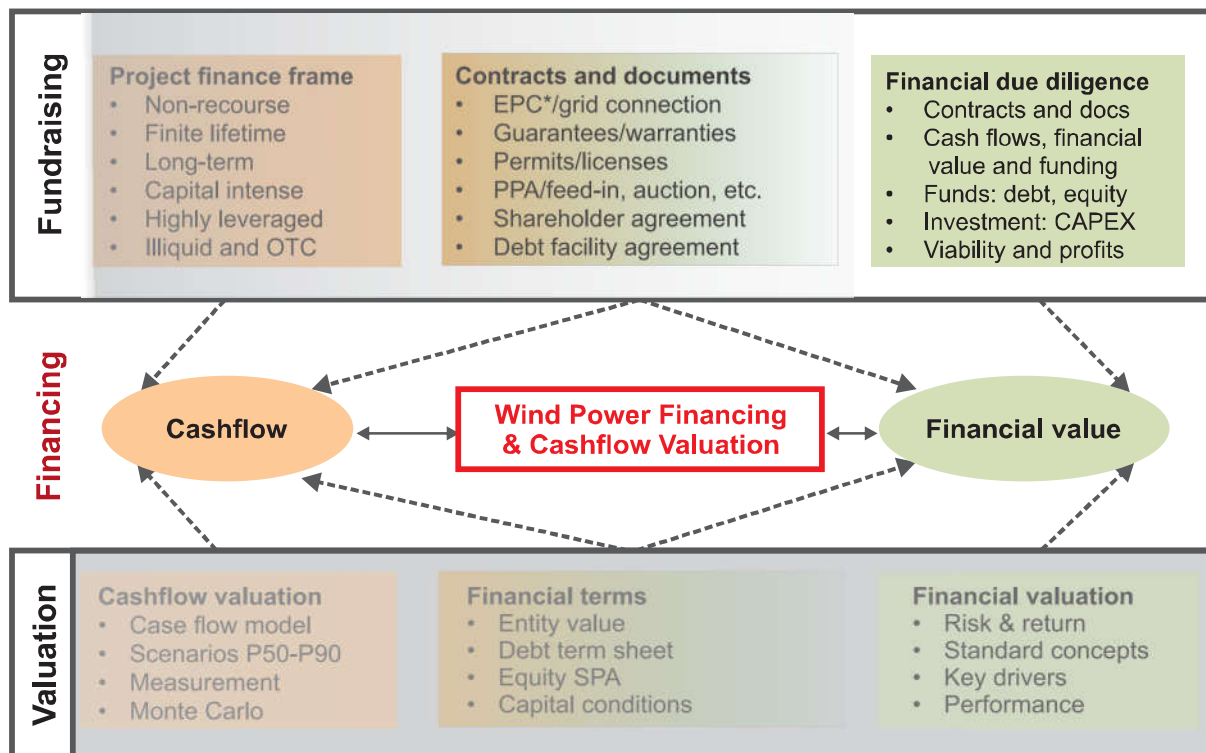 Fundraising
Project finance frame
• Non-recourse
• Finite lifetime
• Long-term
• Capital intense
• Highly leveraged
• Illiquid and OTC
Contracts and documents
• EPC*/grid connection
• Guarantees/warranties
• Permits/licenses
• PPA/feed-in, auction, etc.
• Shareholder agreement
• Debt facility agreement
Financial due diligence
• Contracts and docs
• Cash flows, financial
value and funding
• Funds: debt, equity
• Investment: CAPEX
• Viability and profits
Financing
Cashflow
Wind Power Financing
& Cashflow Valuation
Financial value
Valuation
Cashflow valuation
• Case flow model
• Scenarios P50-P90
• Measurement
• Monte Carlo
Financial terms
• Entity value
• Debt term sheet
• Equity SPA
• Capital conditions
Financial valuation
• Risk & return
• Standard concepts
• Key drivers
• Performance